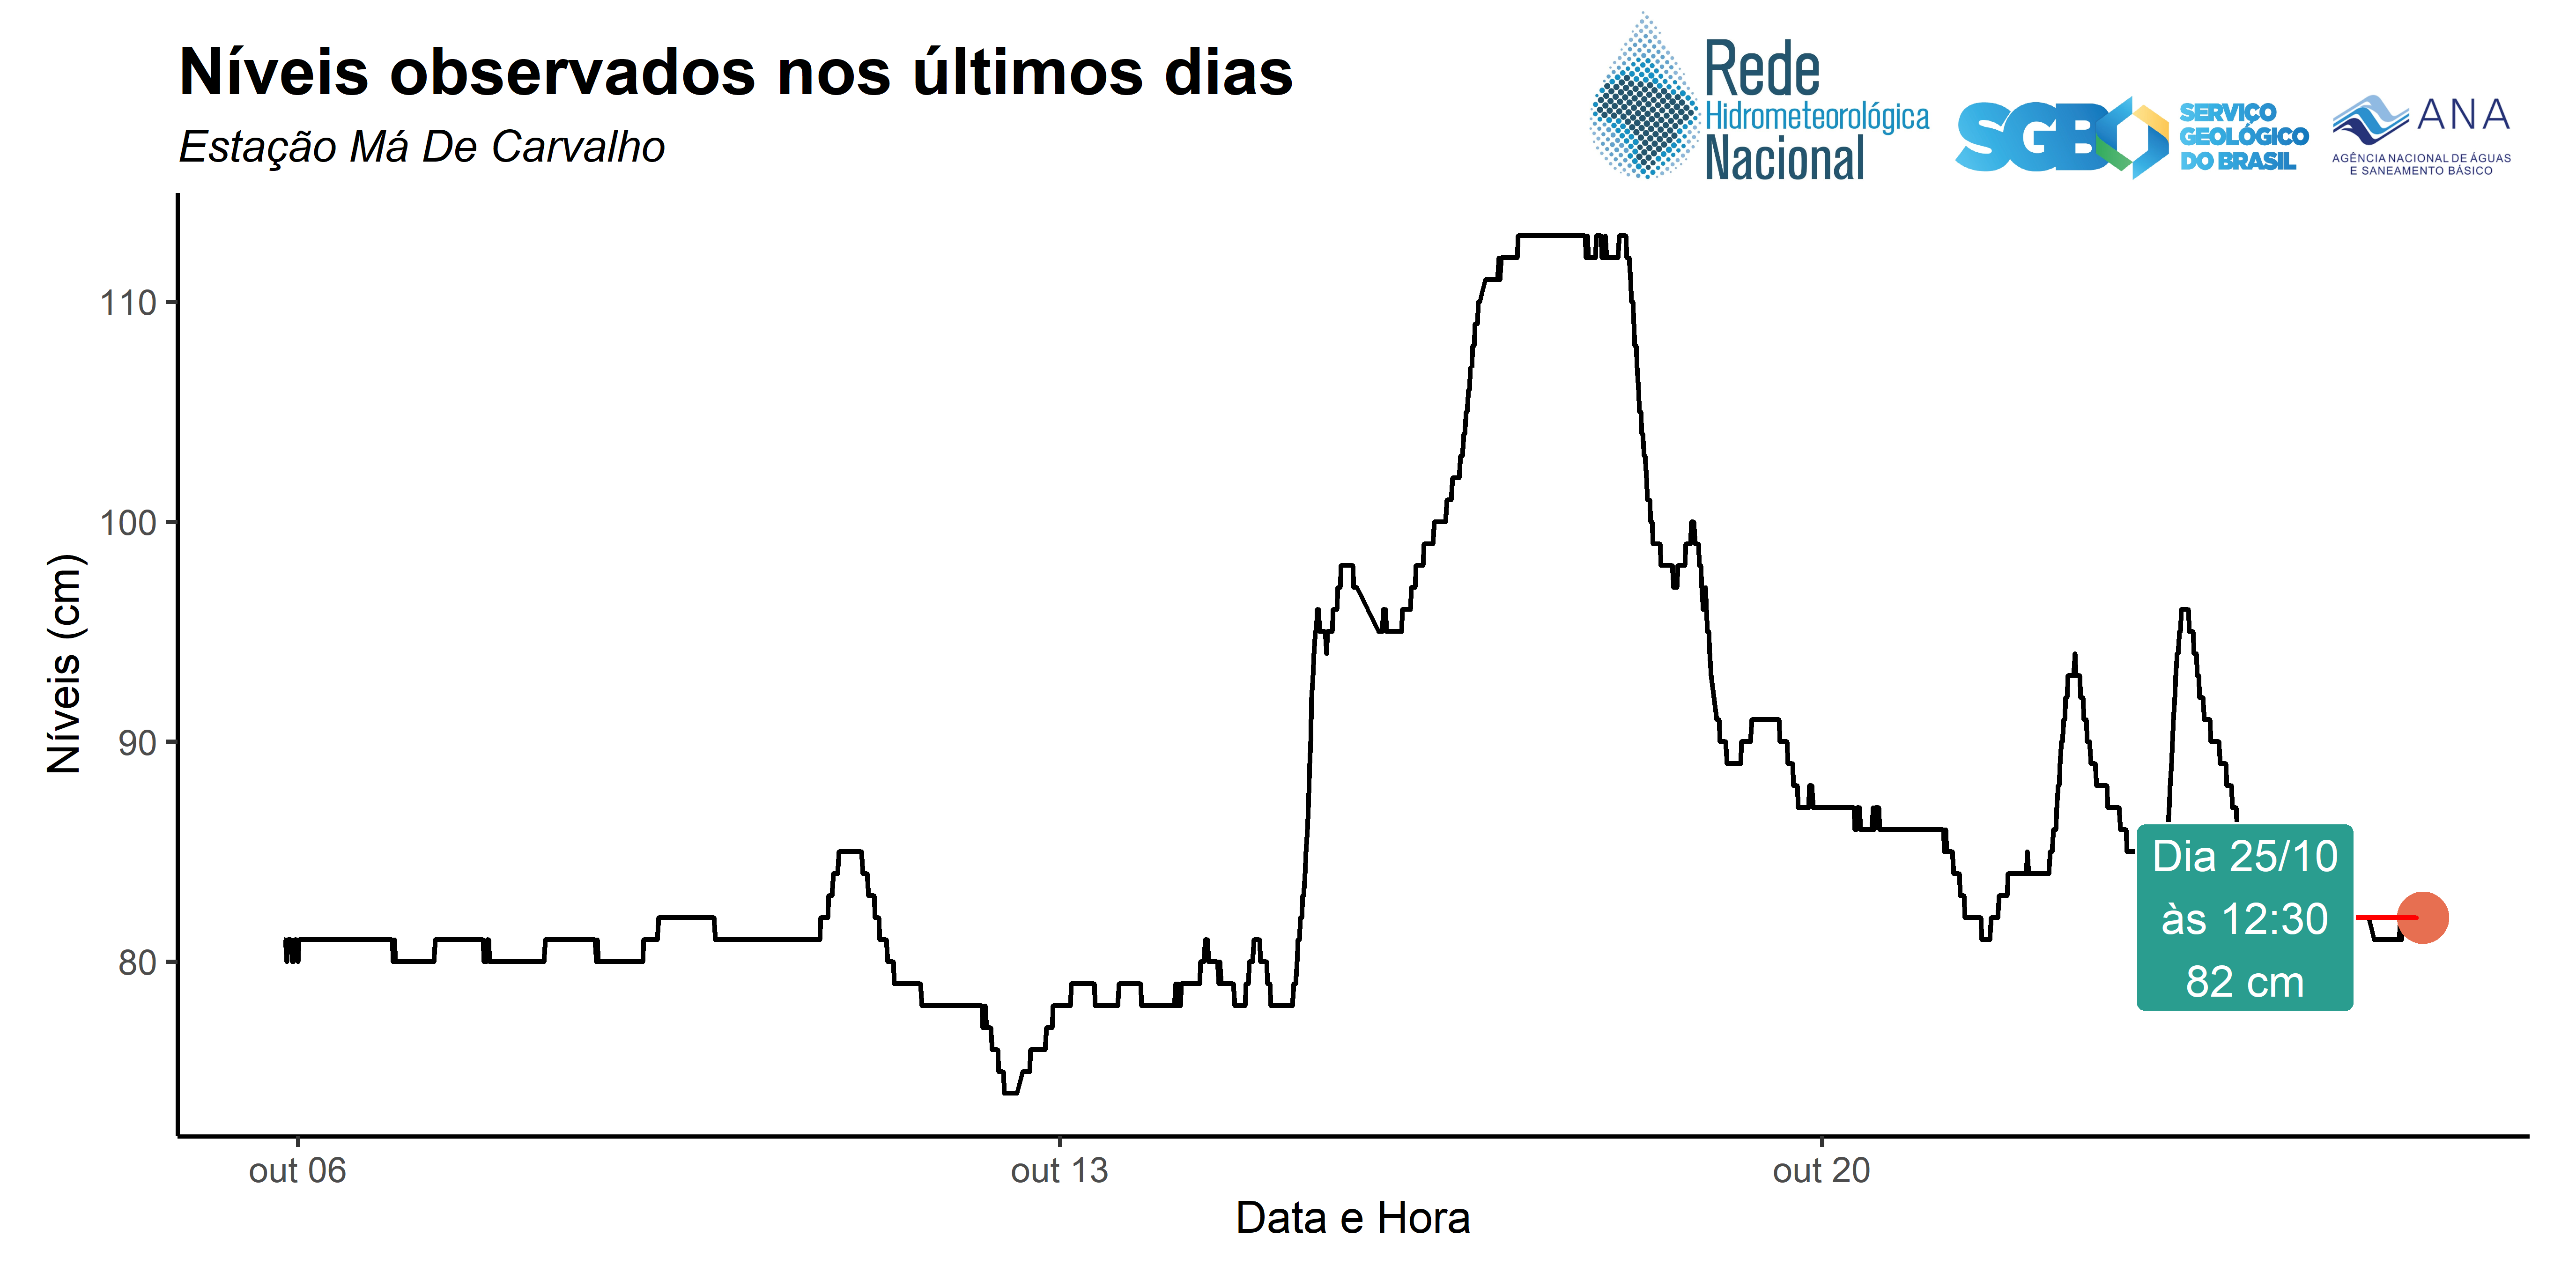 Níveis observados nos últimos dias
Estação Má De Carvalho
Rede
Hidrometeorológica
Nacional
SGB
SERVIÇO
GEOLÓGICO
DO BRASIL
ANA
AGÊNCIA NACIONAL DE ÁGUAS
E SANEAMENTO BÁSICO
Níveis (cm)
110
100
90
80
Dia 25/10
às 12:30
82 cm
out 06
out 13
out 20
Data e Hora